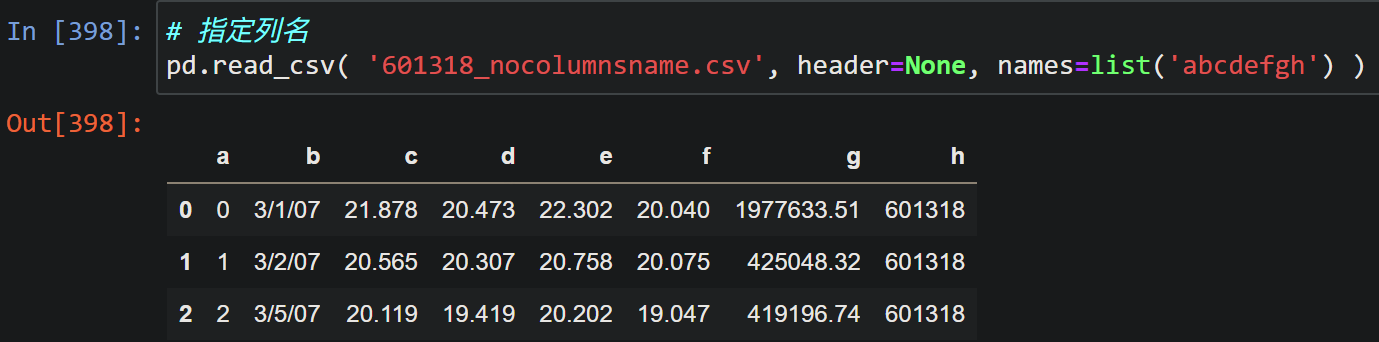 In [398]: # 指定列名
pd.read_csv( '601318_nocolumnsname.csv', header=None, names=list('abcdefgh') )
Out[398]:
a b c d e f g h
0 0 3/1/07 21.878 20.473 22.302 20.040 1977633.51 601318
1 1 3/2/07 20.565 20.307 20.758 20.075 425048.32 601318
2 2 3/5/07 20.119 19.419 20.202 19.047 419196.74 601318